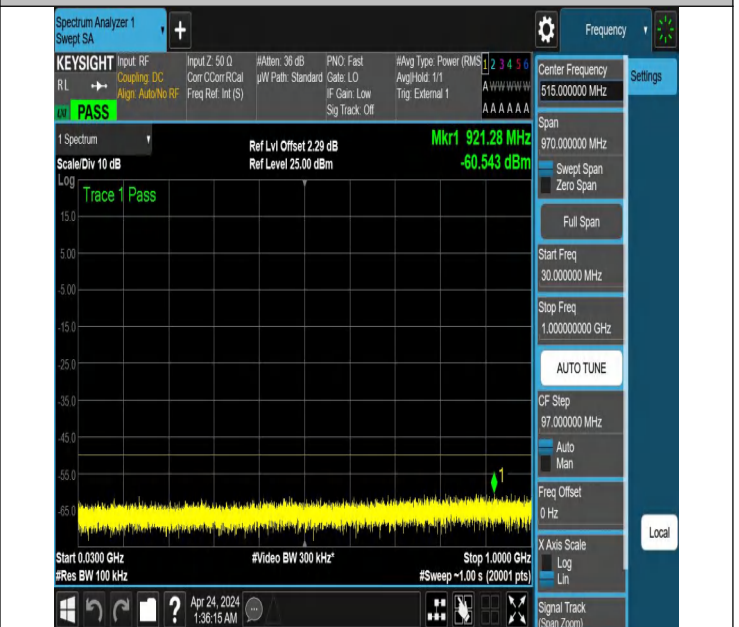 Spectrum Analyzer 1
Swept SA
+
Frequency
KEYSIGHT
RL
PASS
Input: RF
Coupling: DC
Align: Auto/No RF
Input Z: 50 Ω
Corr CCorr RCal
Freq Ref: Int (S)
#Atten: 36 dB
µW Path: Standard
PNO: Fast
Gate: LO
IF Gain: Low
Sig Track: Off
#Avg Type: Power (RMS
Avg|Hold: 1/1
Trig: External 1
1 2 3 4 5 6
A W W W W W
A A A A A A
1 Spectrum
Scale/Div 10 dB
Ref Lvl Offset 2.29 dB
Ref Level 25.00 dBm
Mkr1 921.28 MHz
-60.543 dBm
Log
Trace 1 Pass
15.0
5.00
-5.00
-15.0
-25.0
-35.0
-45.0
-55.0
-65.0
1
Start 0.0300 GHz
#Res BW 100 kHz
#Video BW 300 kHz*
Stop 1.0000 GHz
#Sweep ~1.00 s (20001 pts)
Center Frequency
515.000000 MHz
Settings
Span
970.000000 MHz
Swept Span
Zero Span
Full Span
Start Freq
30.000000 MHz
Stop Freq
1.000000000 GHz
AUTO TUNE
CF Step
97.000000 MHz
Auto
Man
Freq Offset
0 Hz
X Axis Scale
Log
Lin
Local
Signal Track
(Span Zoom)
?
Apr 24, 2024
1:36:15 AM